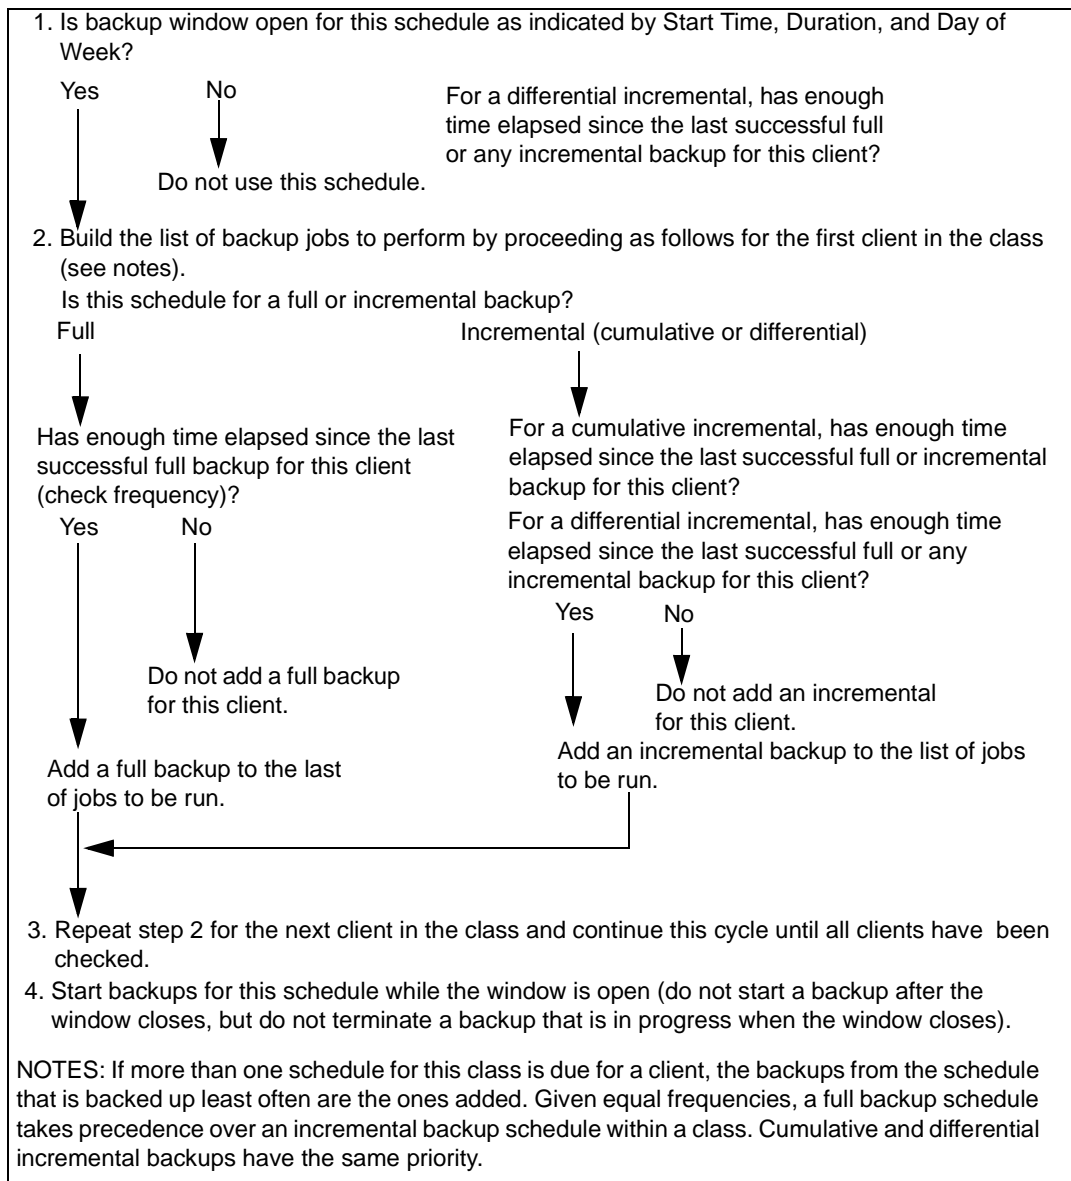 1. Is backup window open for this schedule as indicated by Start Time, Duration, and Day of
Week?
Yes
No
For a differential incremental, has enough
time elapsed since the last successful full
or any incremental backup for this client?
Do not use this schedule.
2. Build the list of backup jobs to perform by proceeding as follows for the first client in the class
(see notes).
Is this schedule for a full or incremental backup?
Full
Incremental (cumulative or differential)
Has enough time elapsed since the last
successful full backup for this client
(check frequency)?
Yes
No
Do not add a full backup
for this client.
Add a full backup to the last
of jobs to be run.
For a cumulative incremental, has enough time
elapsed since the last successful full or incremental
backup for this client?
For a differential incremental, has enough time
elapsed since the last successful full or any
incremental backup for this client?
Yes
No
Do not add an incremental
for this client.
Add an incremental backup to the list of jobs
to be run.
3. Repeat step 2 for the next client in the class and continue this cycle until all clients have been
checked.
4. Start backups for this schedule while the window is open (do not start a backup after the
window closes, but do not terminate a backup that is in progress when the window closes).
NOTES: If more than one schedule for this class is due for a client, the backups from the schedule
that is backed up least often are the ones added. Given equal frequencies, a full backup schedule
takes precedence over an incremental backup schedule within a class. Cumulative and differential
incremental backups have the same priority.